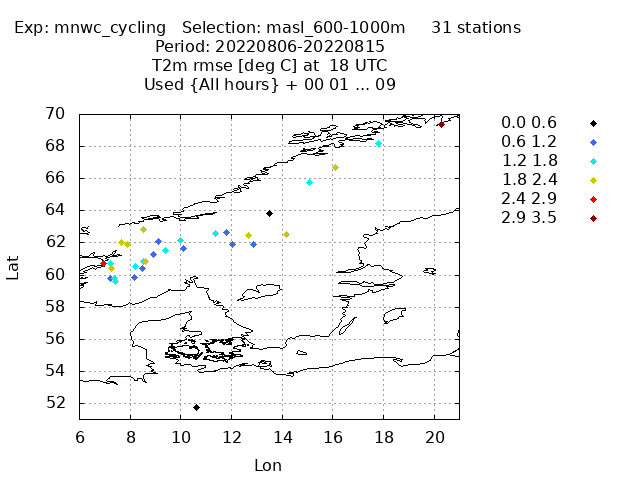 Exp: mnwc_cycling   Selection: masl_600-1000m     31 stations
Period: 20220806-20220815
T2m rmse [deg C] at  18 UTC
Used {All hours} + 00 01 ... 09
70
68
66
64
62
60
58
56
54
52
Lat
6 8 10 12 14 16 18 20
Lon
0.0 0.6
0.6 1.2
1.2 1.8
1.8 2.4
2.4 2.9
2.9 3.5